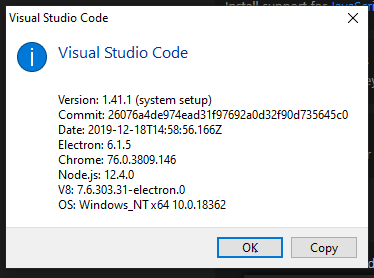 Install support for JavaScri
Visual Studio Code
Visual Studio Code
Version: 1.41.1 (system setup)
Commit: 26076a4de974ead31f97692a0d32f90d735645c0
Date: 2019-12-18T14:58:56.166Z
Electron: 6.1.5
Chrome: 76.0.3809.146
Node.js: 12.4.0
V8: 7.6.303.31-electron.0
OS: Windows_NT x64 10.0.18362
OK
Copy